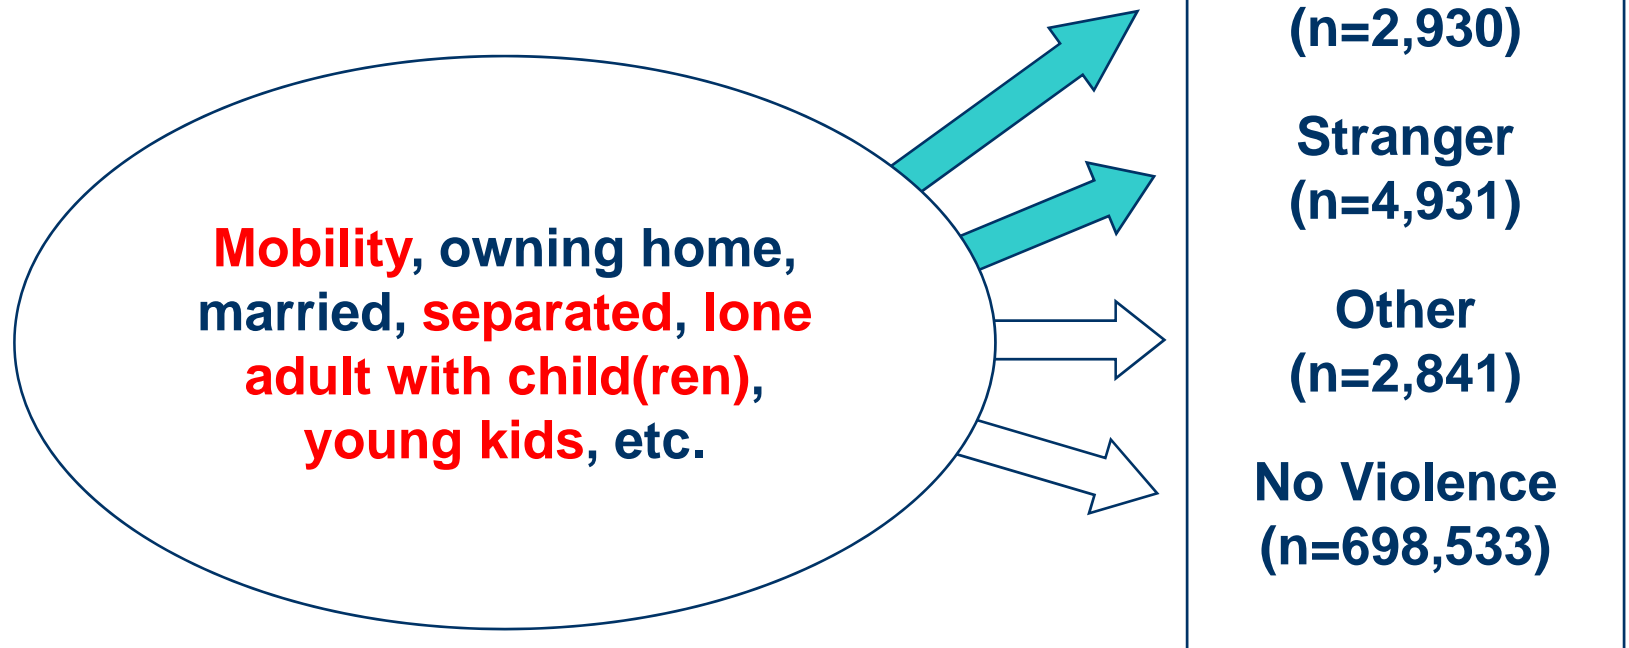 Mobility, owning home,
married, separated, lone
adult with child(ren),
young kids, etc.
(n=2,930)
Stranger
(n=4,931)
Other
(n=2,841)
No Violence
(n=698,533)